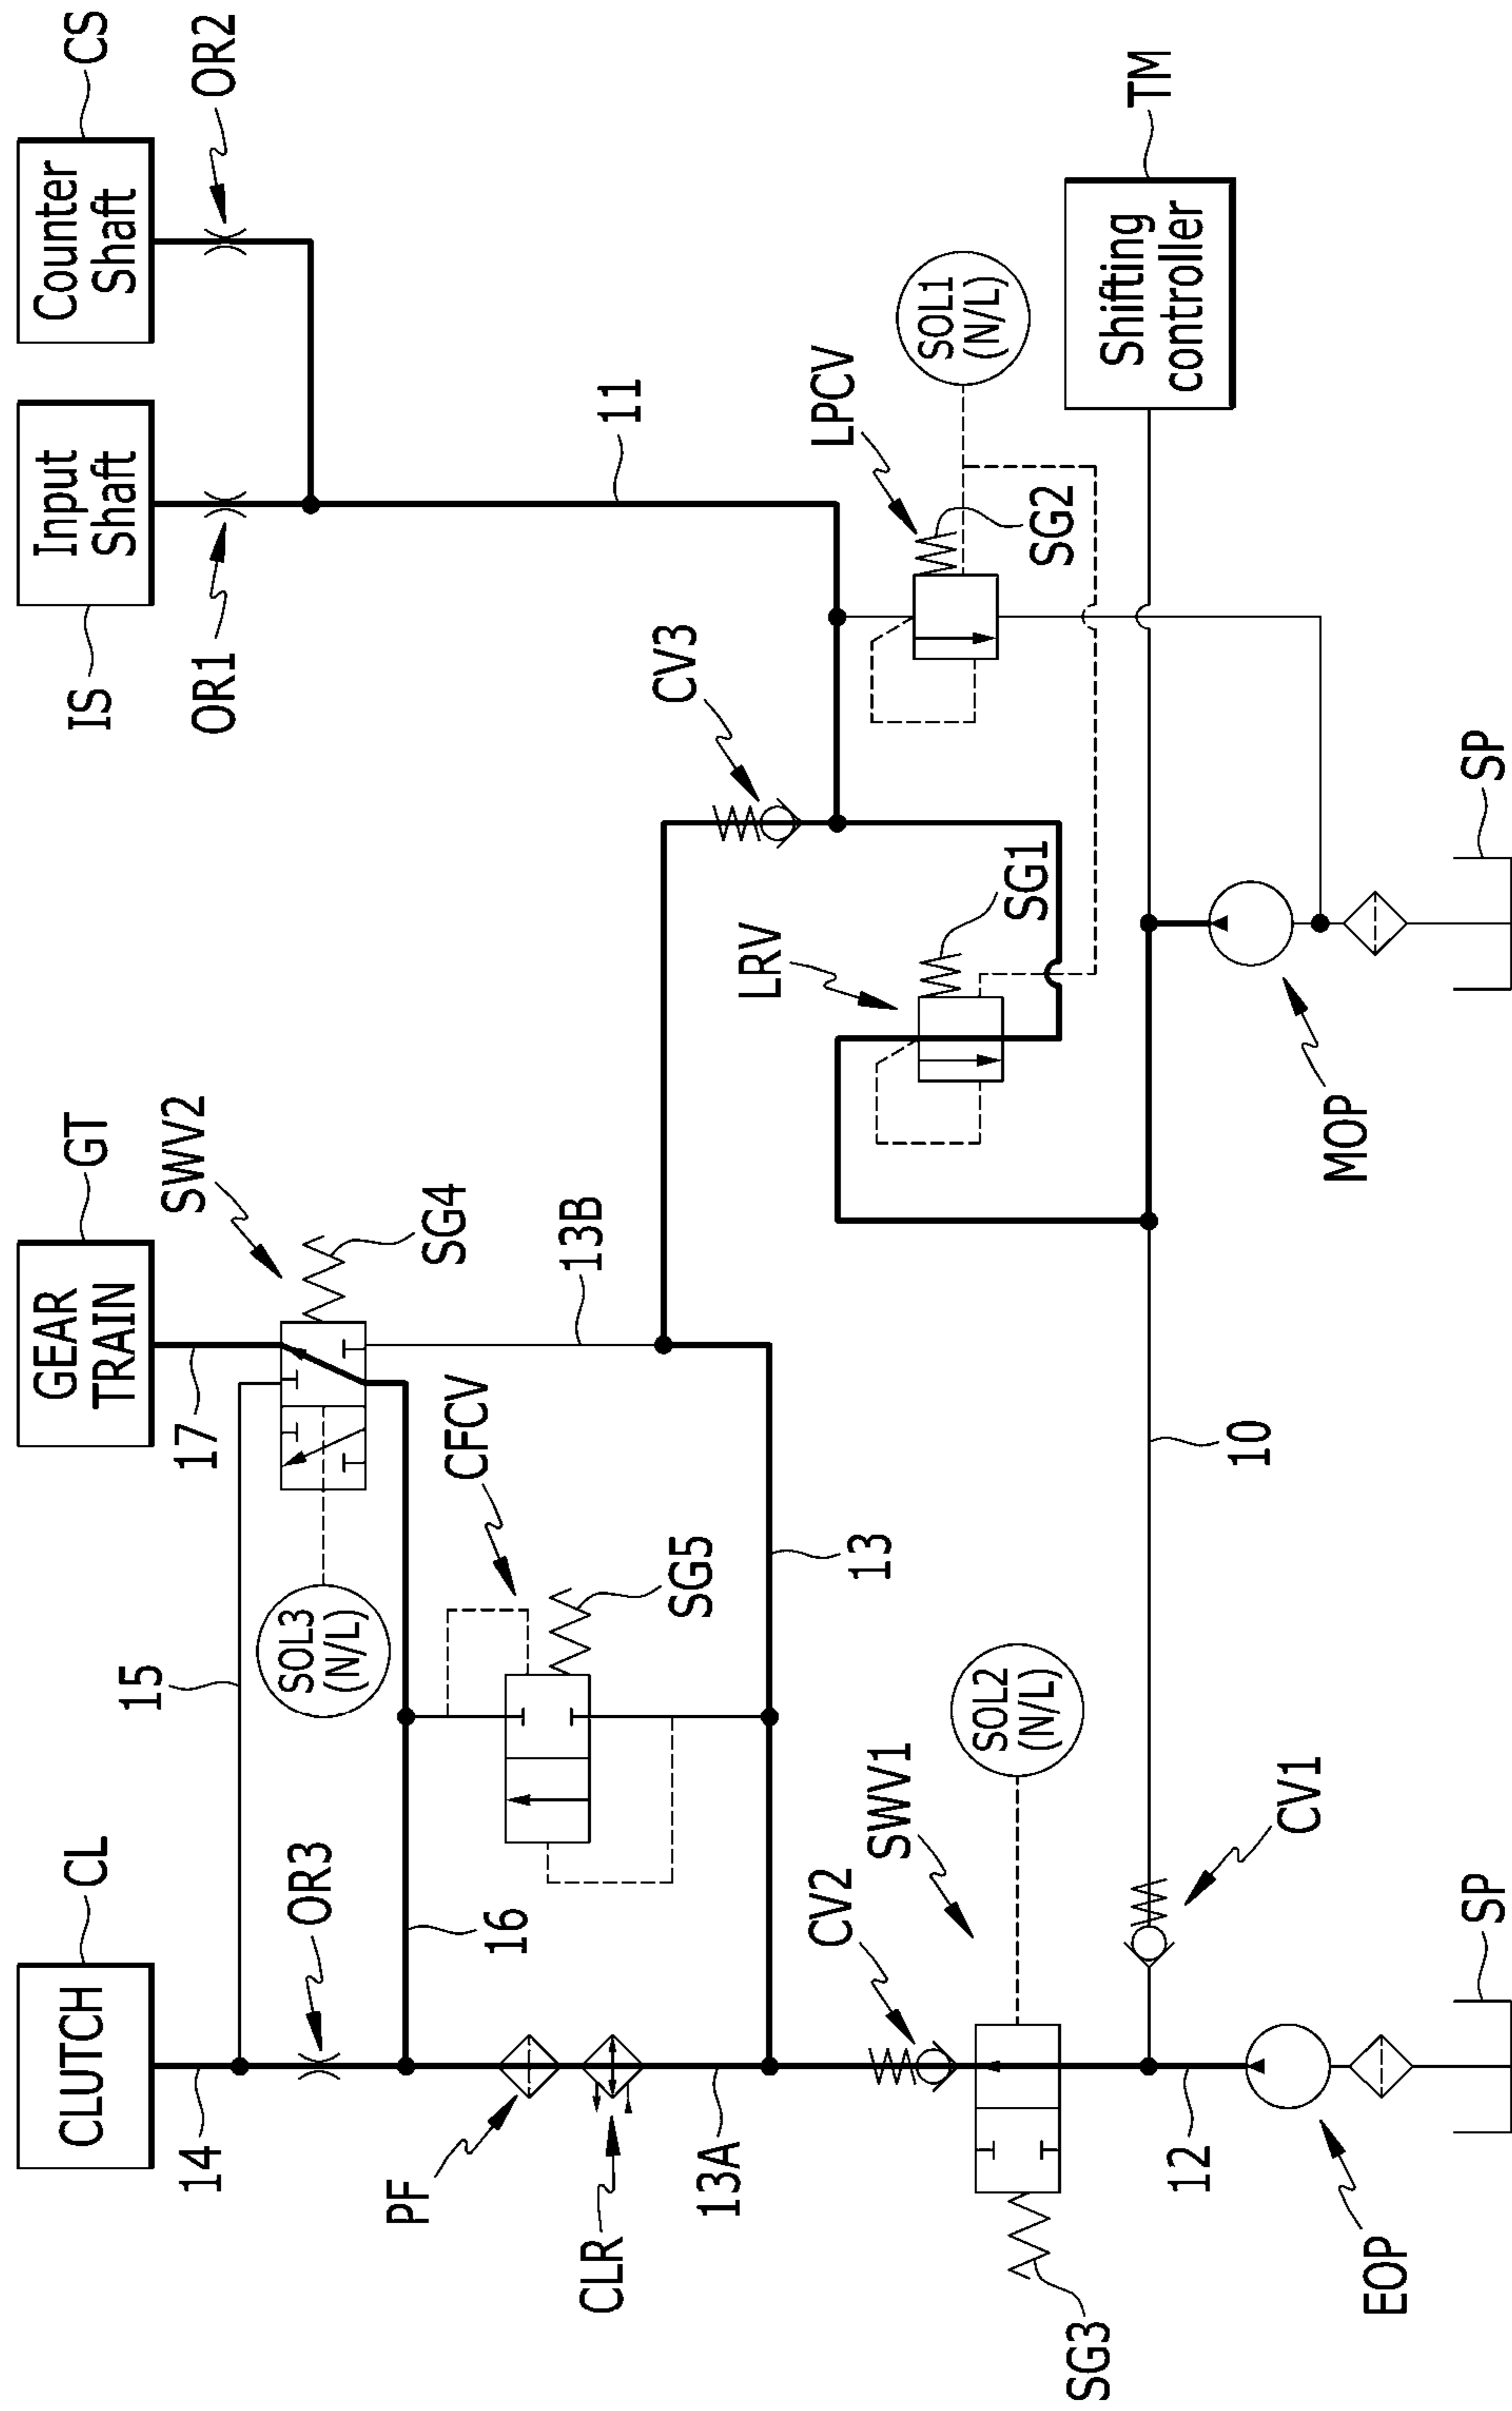 CLUTCH
CL
GEAR
TRAIN
GT
Input
Shaft
IS
Counter
Shaft
CS
14
15
17
SWV2
OR1
OR2
OR3
SOL3
(N/L)
SG4
PF
16
CFCV
13B
11
CLR
SG5
CV3
13A
13
LRV
LPCV
CV2
SWV1
SOL1
(N/L)
SG1
SG2
SOL2
(N/L)
SG3
12
CV1
10
Shifting
controller
TM
EOP
MOP
SP
SP